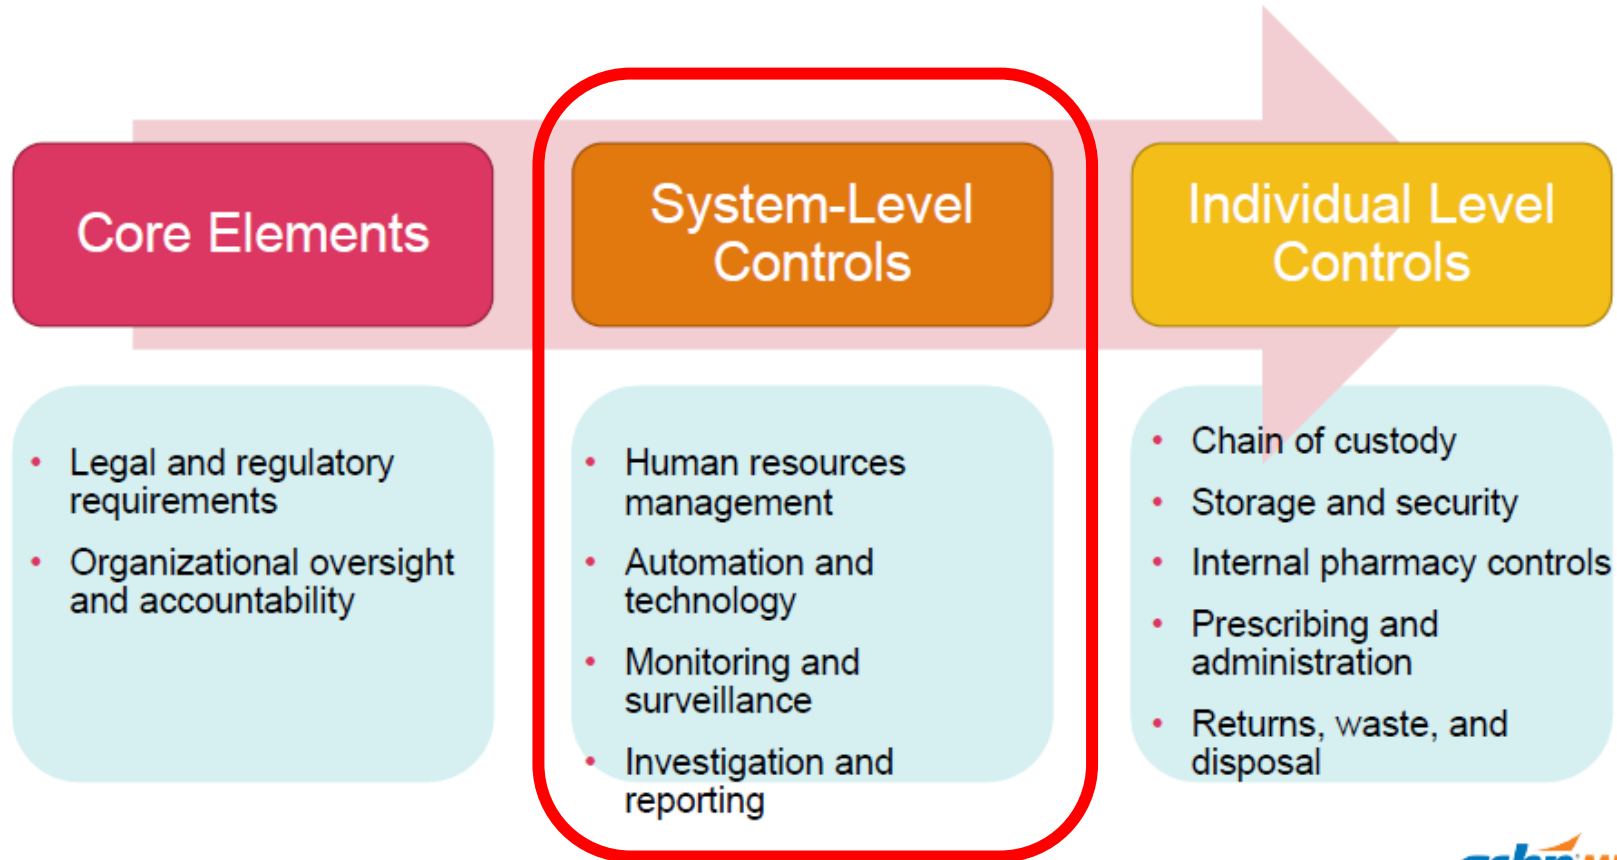 Core Elements
System-Level
Controls
Individual Level
Controls
• Legal and regulatory
requirements
• Organizational oversight
and accountability
• Human resources
management
• Automation and
technology
• Monitoring and
surveillance
• Investigation and
reporting
• Chain of custody
• Storage and security
• Internal pharmacy controls
• Prescribing and
administration
• Returns, waste, and
disposal